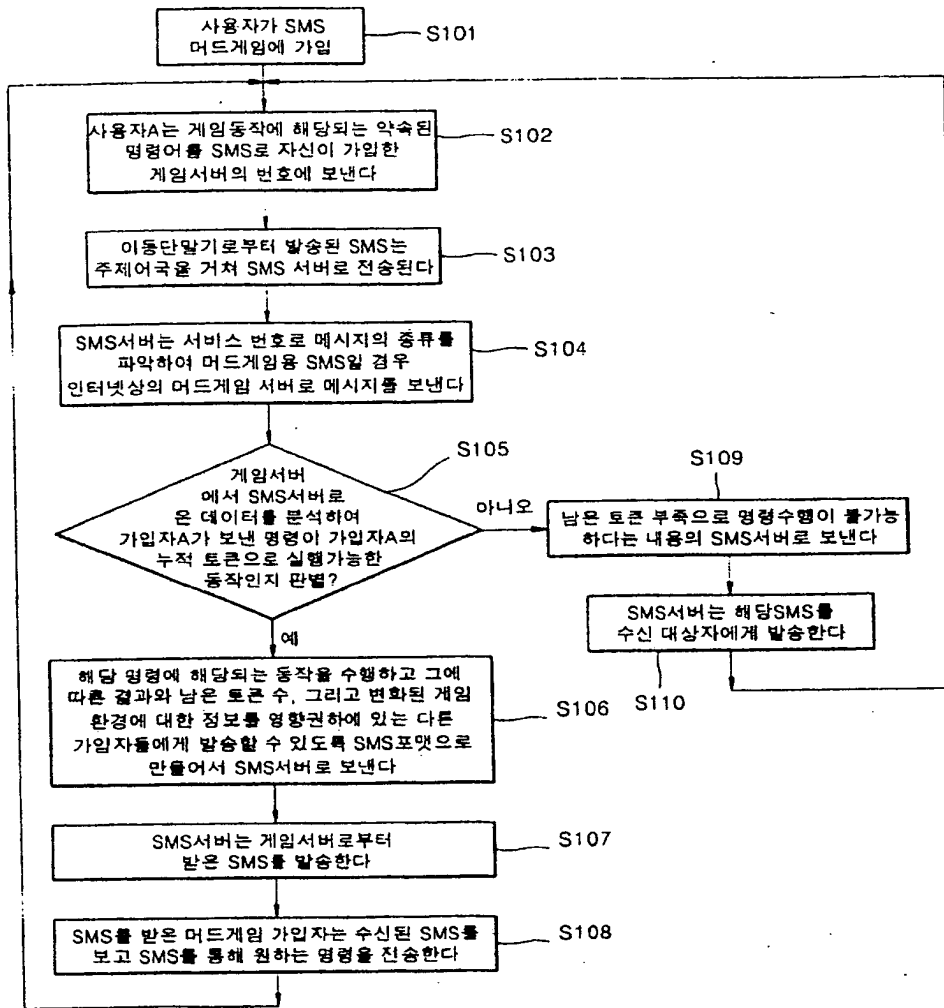 사용자가 SMS
머드게임에 가입
S101
사용자A는 게임동작에 해당되는 약속된
명령어를 SMS로 자신이 가입한
게임서버의 번호에 보낸다
S102
이동단말기로부터 발송된 SMS는
주제어국을 거쳐 SMS 서버로 전송된다
S103
SMS서버는 서비스 번호로 메시지의 종류를
파악하여 머드게임용 SMS일 경우
인터넷상의 머드게임 서버로 메시지를 보낸다
S104
게임서버
에서 SMS서버로
온 데이터를 분석하여
가입자A가 보낸 명령이 가입자A의
누적 토큰으로 실행가능한
동작인지 판별?
S105
아니오
예
S109
남은 토큰 부족으로 명령수행이 불가능
하다는 내용의 SMS서버로 보낸다
SMS서버는 해당SMS를
수신 대상자에게 발송한다
S110
해당 명령에 해당되는 동작을 수행하고 그에
따른 결과와 남은 토큰 수, 그리고 변화된 게임
환경에 대한 정보를 영향권하에 있는 다른
가입자들에게 발송할 수 있도록 SMS포맷으로
만들어서 SMS서버로 보낸다
S106
SMS서버는 게임서버로부터
받은 SMS를 발송한다
S107
SMS를 받은 머드게임 가입자는 수신된 SMS를
보고 SMS를 통해 원하는 명령을 전송한다
S108